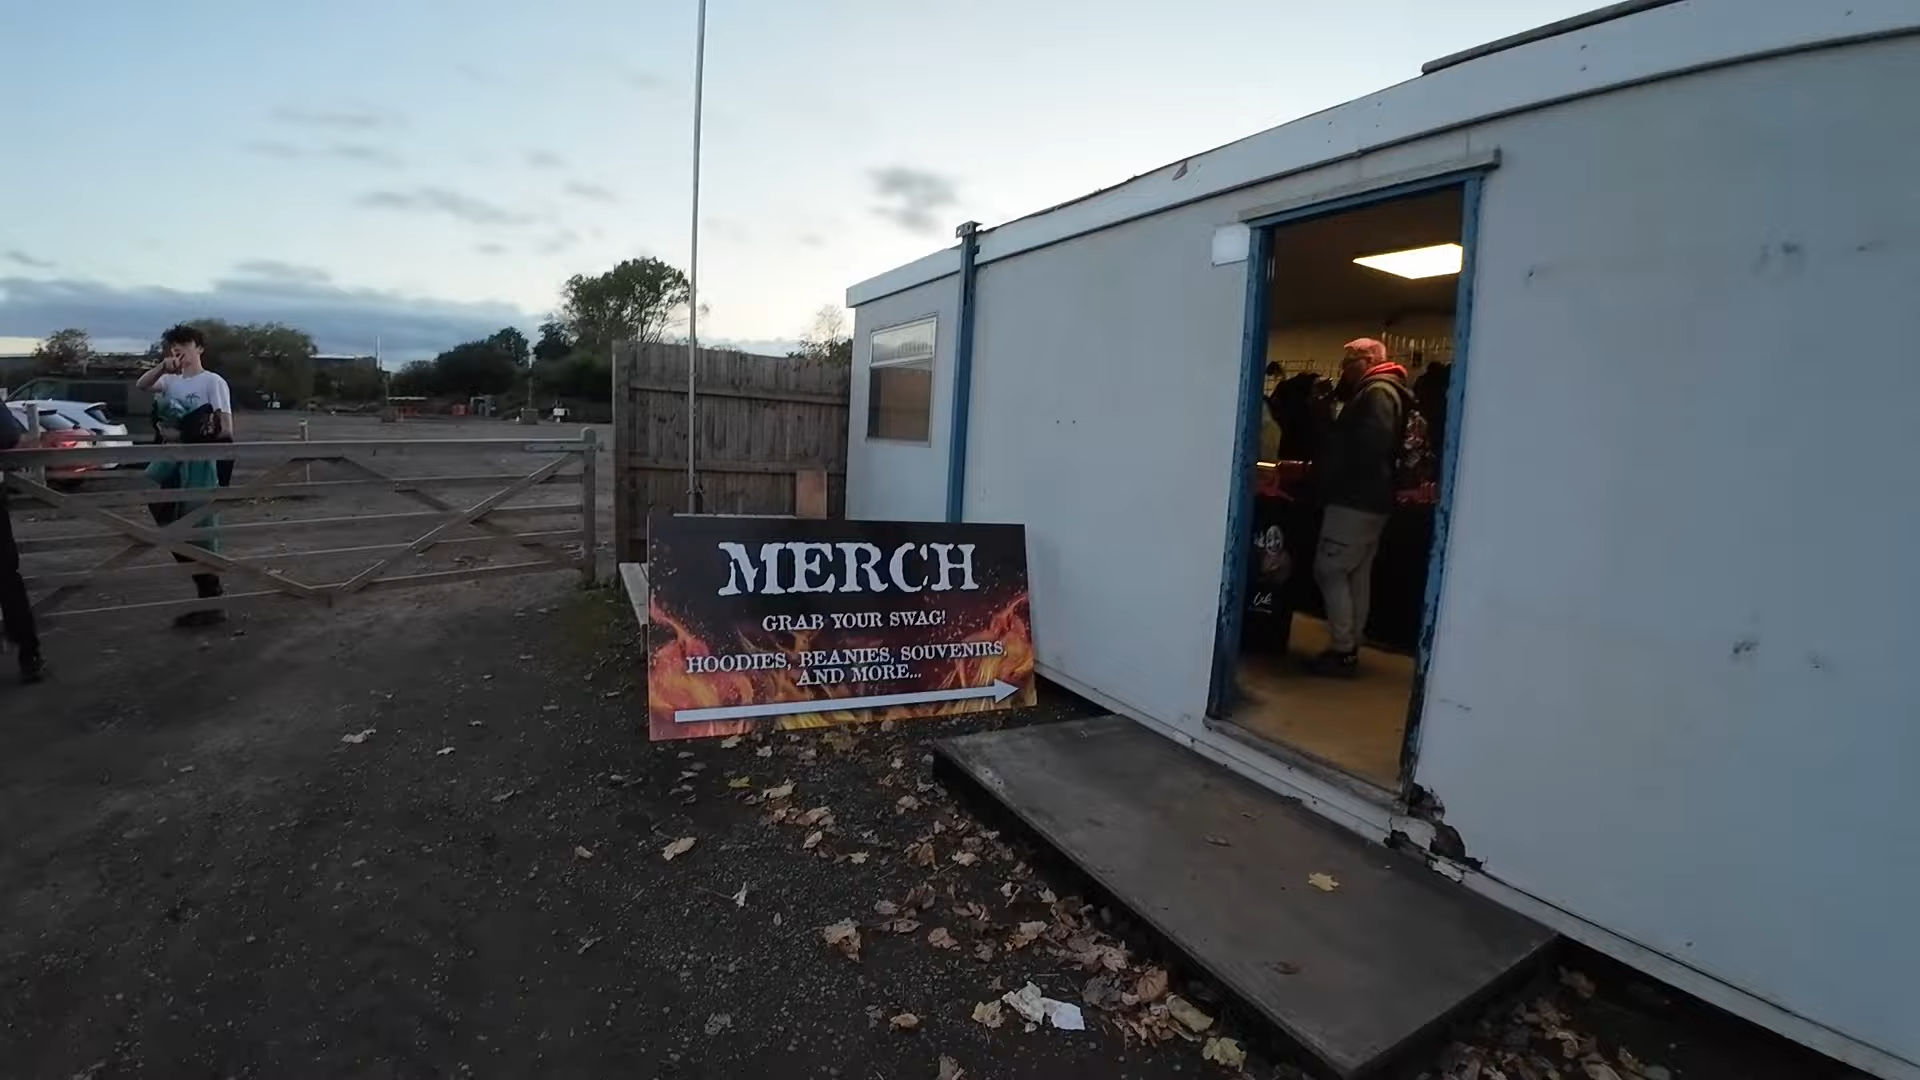 MERCH
GRAB YOUR SWAG!
HOODIES, BEANIES, SOUVENIRS,
AND MORE...